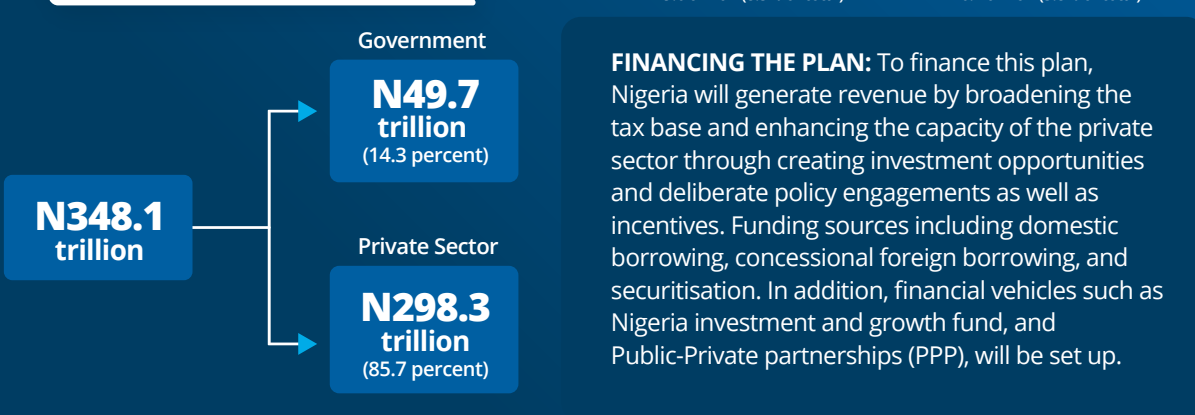 Government
N49.7
trillion
(14.3 percent)
N348.1
trillion
Private Sector
N298.3
trillion
(85.7 percent)
FINANCING THE PLAN: To finance this plan,
Nigeria will generate revenue by broadening the
tax base and enhancing the capacity of the private
sector through creating investment opportunities
and deliberate policy engagements as well as
incentives. Funding sources including domestic
borrowing, concessional foreign borrowing, and
securitisation. In addition, financial vehicles such as
Nigeria investment and growth fund, and
Public-Private partnerships (PPP), will be set up.